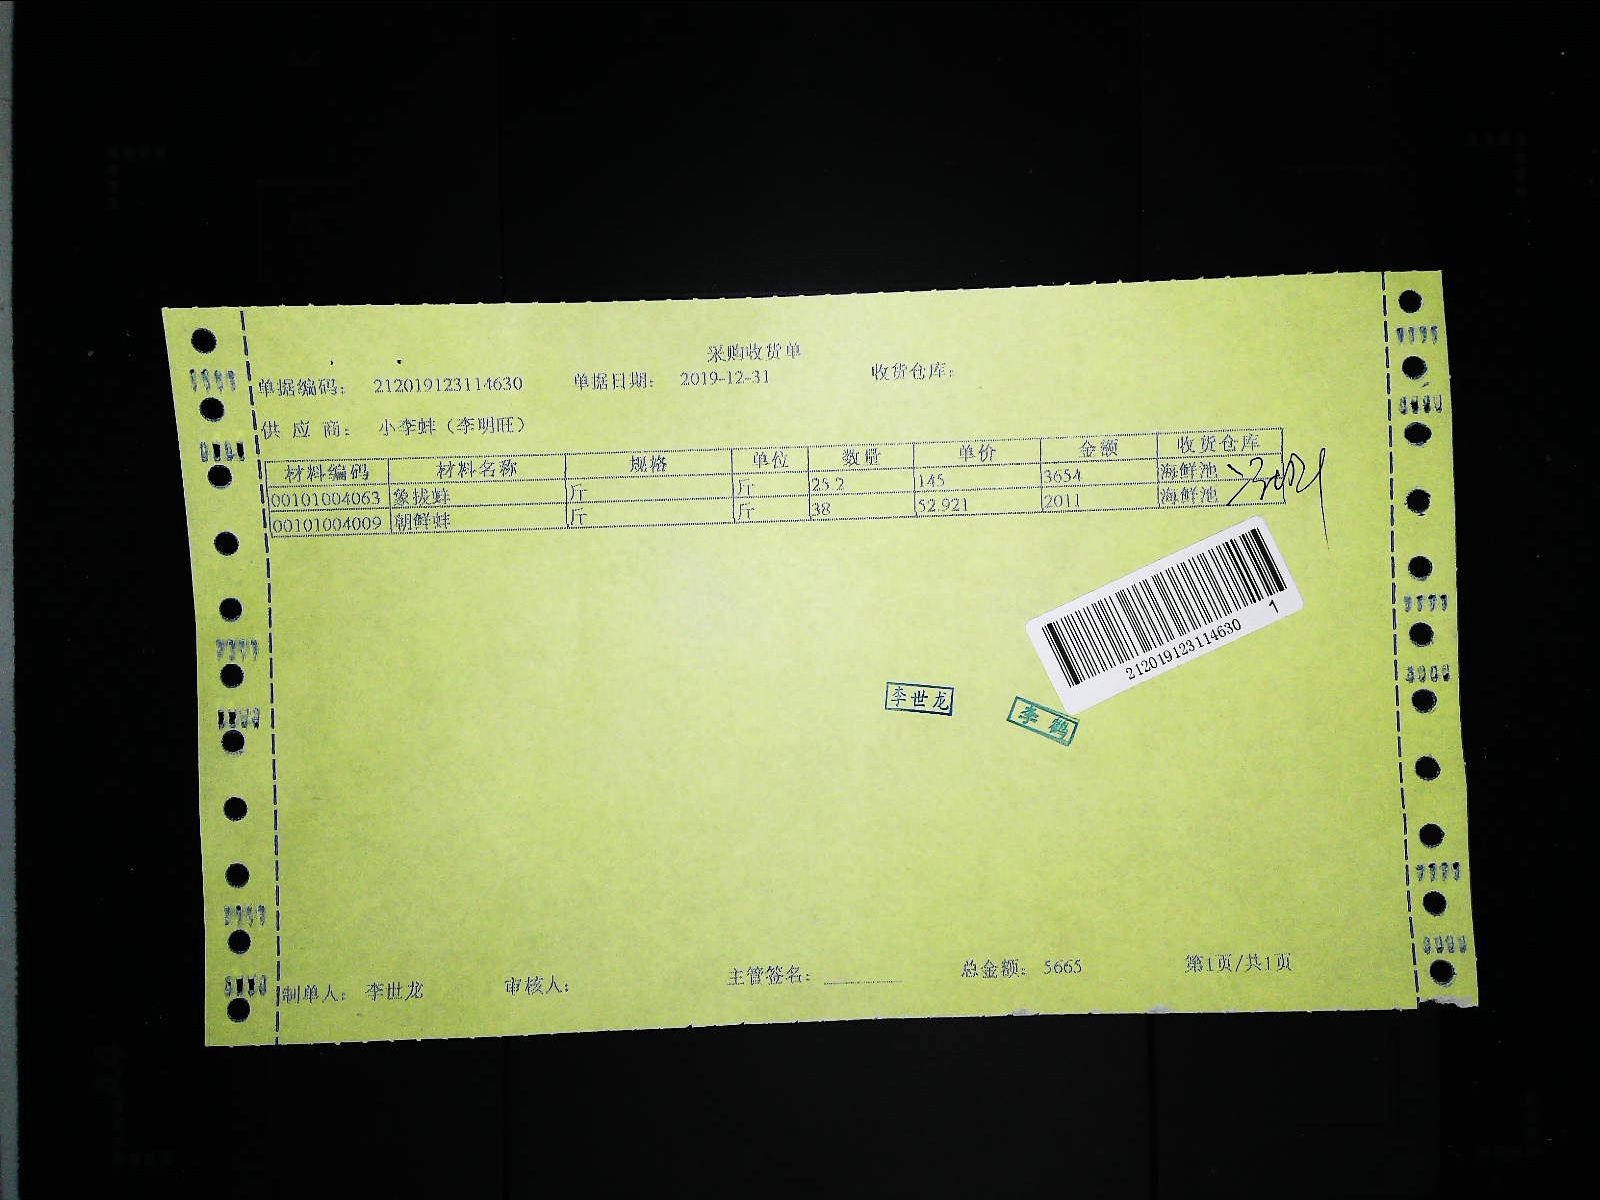 采购收货单
单据编码： 212019123114630 单据日期： 2019-12-31 收货仓库：
供 应 商： 小李蚌（李明旺）
材料编码 材料名称 规格 单位 数量 单价 金额 收货仓库
00101004063 象拔蚌 斤 斤 25.2 145 3654 海鲜池
00101004009 朝鲜蚌 斤 斤 38 52.921 2011 海鲜池
212019123114630 1
李世龙 李鹤
制单人： 李世龙 审核人： 主管签名： 总金额： 5665 第1页/共1页